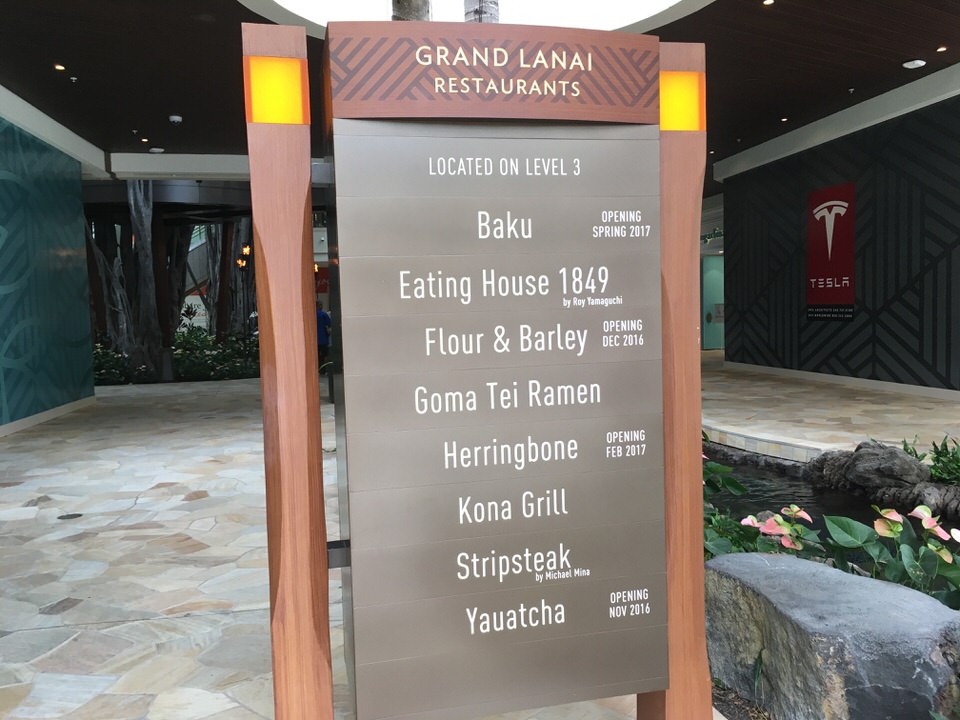 GRAND LANAI
RESTAURANTS
LOCATED ON LEVEL 3
Baku
OPENING
SPRING 2017
Eating House 1849
by Roy Yamaguchi
Flour & Barley
OPENING
DEC 2016
Goma Tei Ramen
Herringbone
OPENING
FEB 2017
Kona Grill
Stripsteak
by Michael Mina
Yauatcha
OPENING
NOV 2016
TESLA